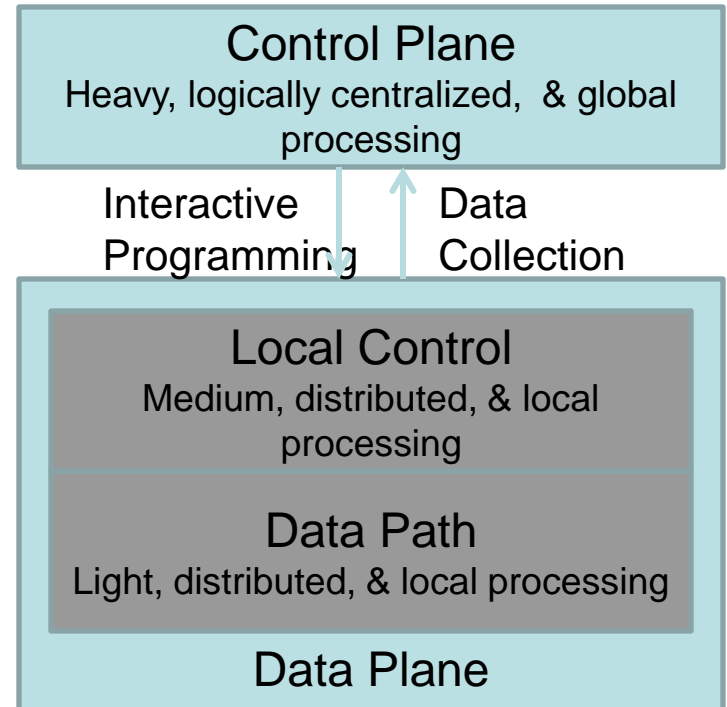 Control Plane
Heavy, logically centralized, & global
processing
Interactive
Programming
Data
Collection
Local Control
Medium, distributed, & local
processing
Data Path
Light, distributed, & local processing
Data Plane